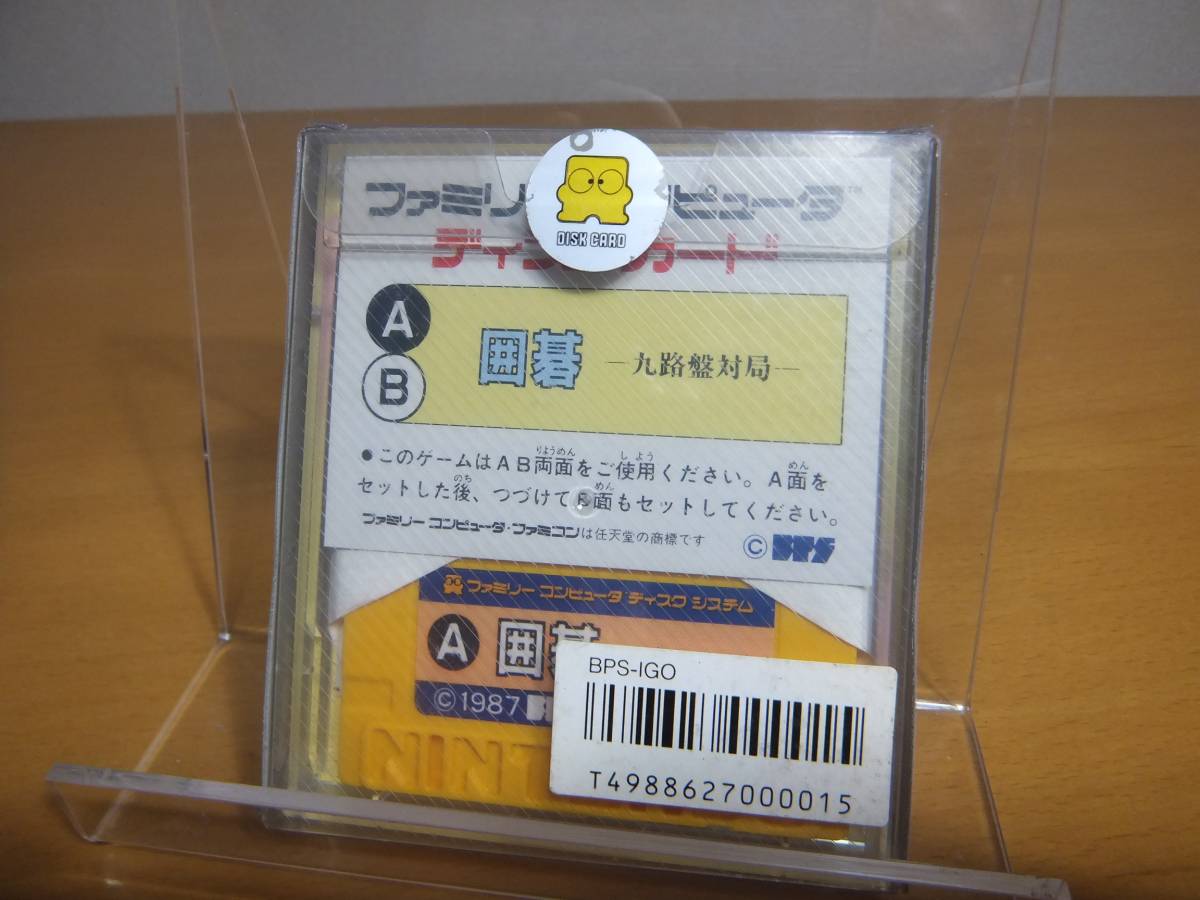 ファミリ ピュータ™
DISK CARD
ディ カード
A
B
囲碁 ―九路盤対局―
りょうめん しよう めん
●このゲームはAB両面をご使用ください。A面を
のち めん
セットした後、つづけてB面もセットしてください。
ファミリー コンピュータ・ファミコンは任天堂の商標です
© BPS
ファミリー コンピュータ ディスク システム
A 囲碁
©1987
NINT
BPS-IGO
T4988627000015